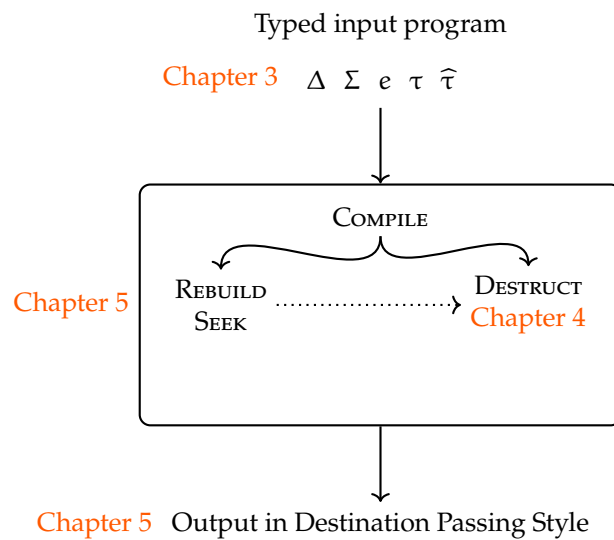 Typed input program
Chapter 3 Δ Σ e τ τ̂
COMPILE
REBUILD
SEEK
DESTRUCT
Chapter 4
Chapter 5
Chapter 5 Output in Destination Passing Style